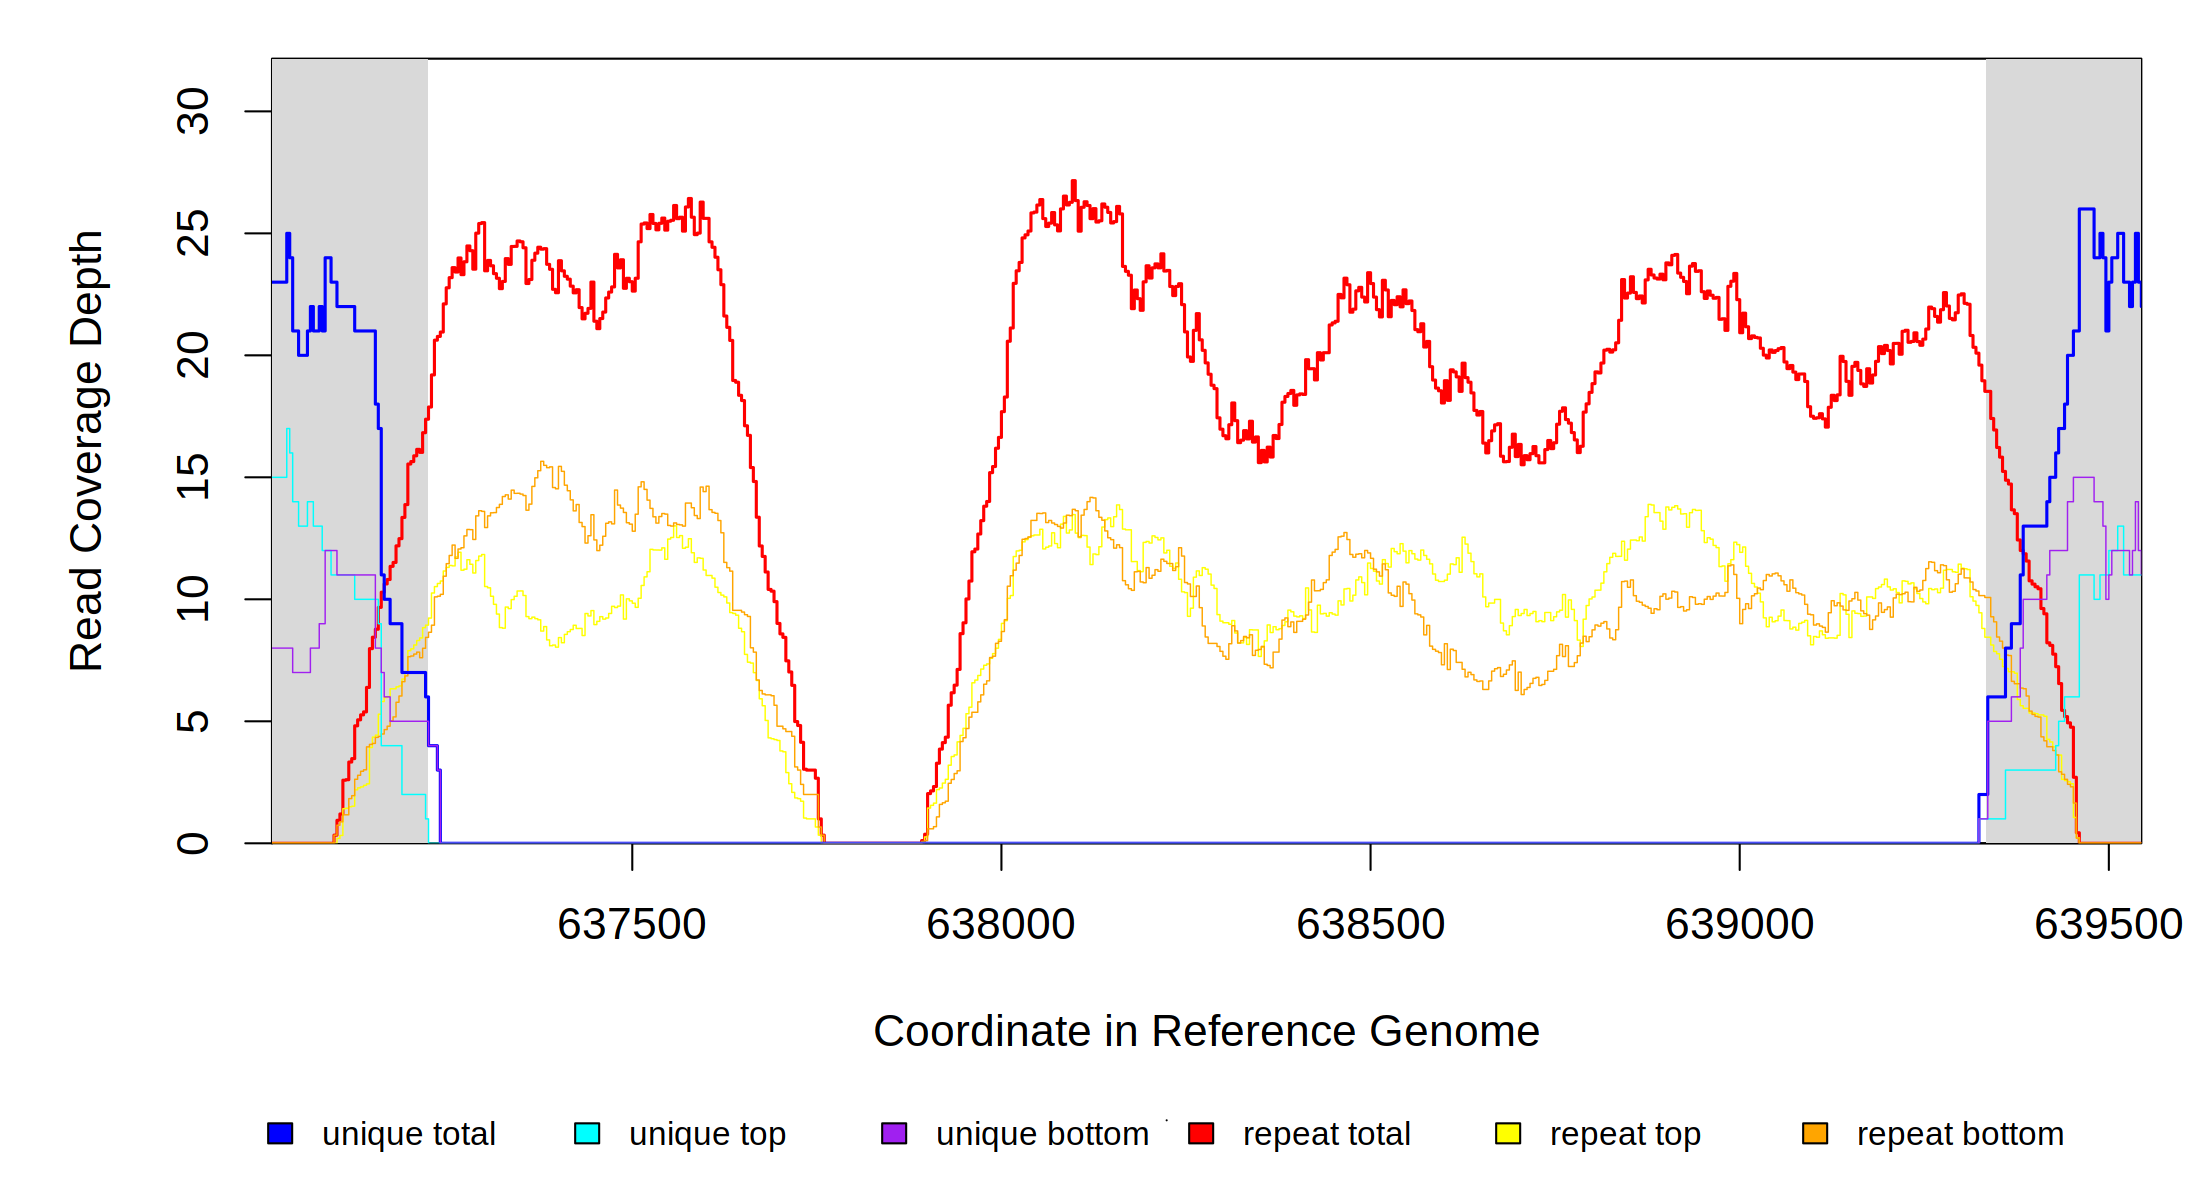 Read Coverage Depth
30
25
20
15
10
5
0
637500 638000 638500 639000 639500
Coordinate in Reference Genome
unique total unique top unique bottom repeat total repeat top repeat bottom